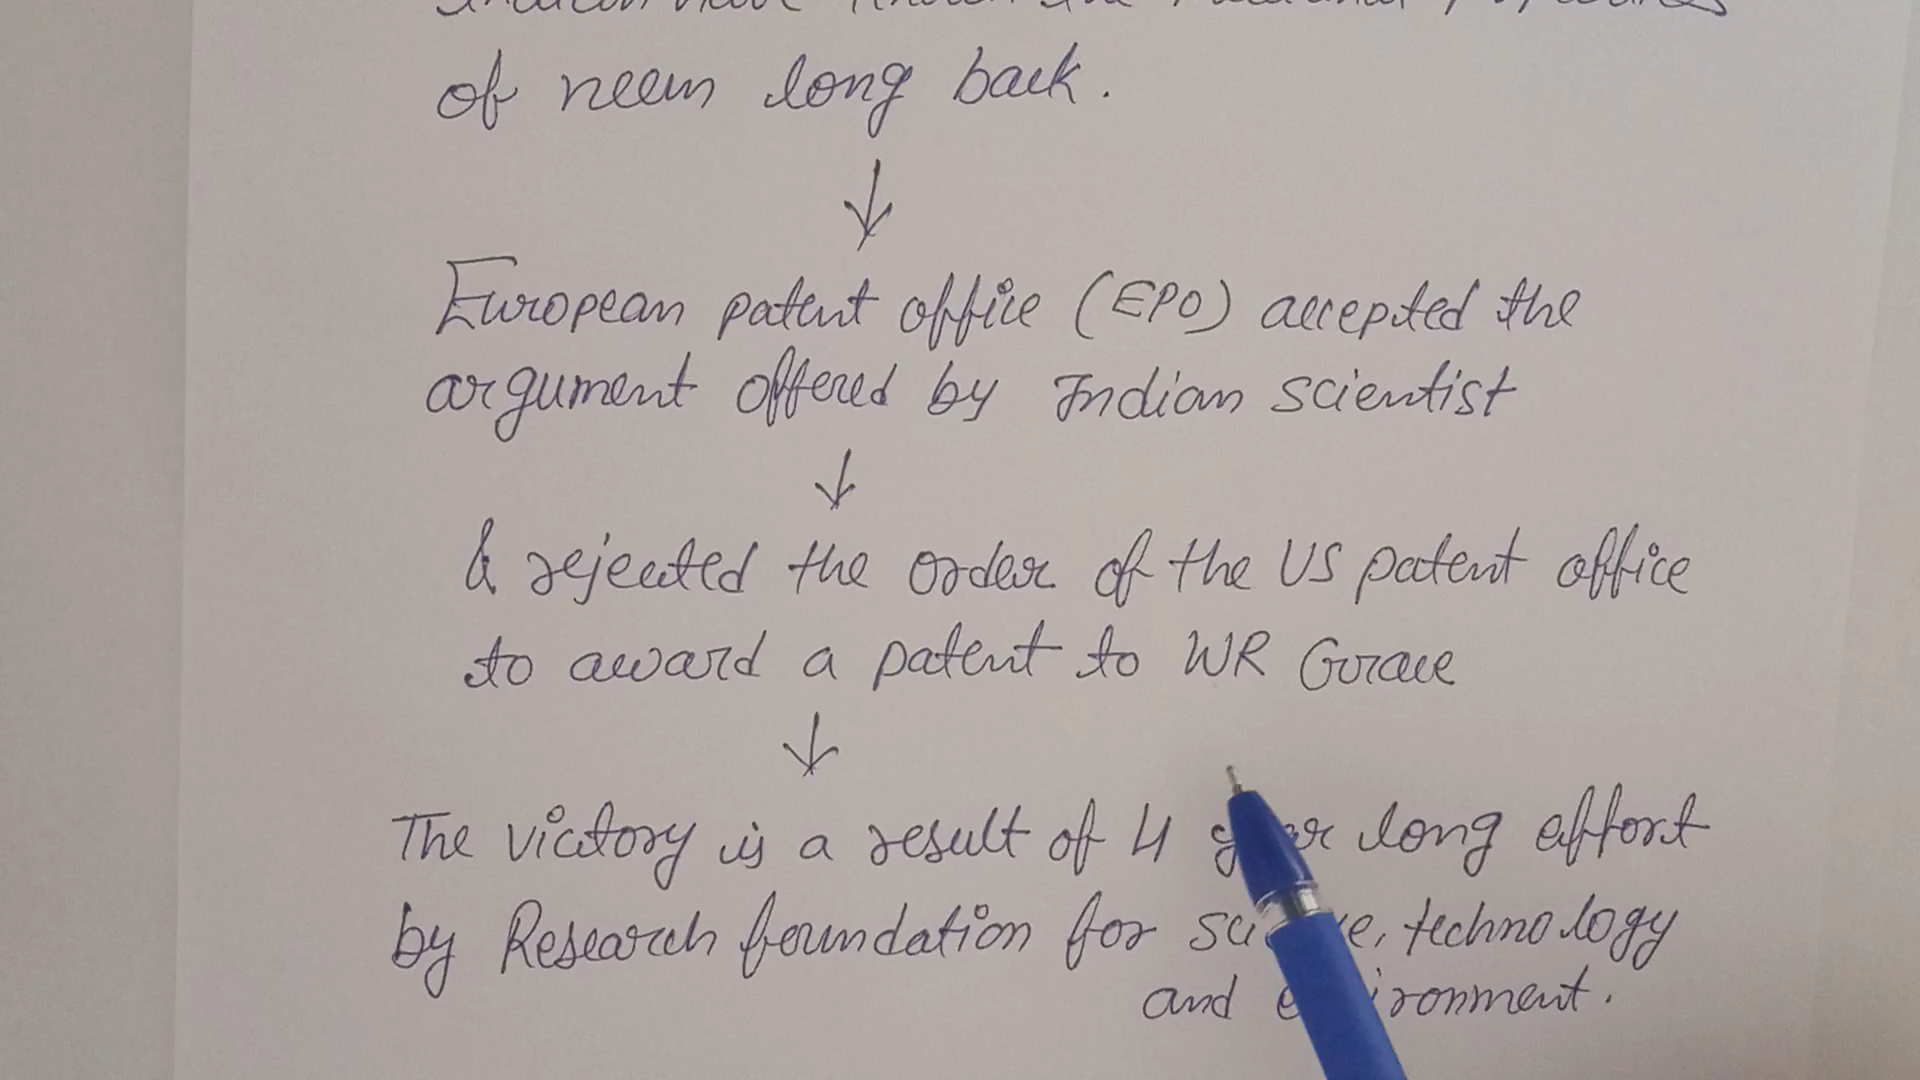 of neem long back.
↓
European patent office (EPO) accepted the
argument offered by Indian scientist
↓
& rejected the order of the US patent office
to award a patent to WR Grace
↓
The victory is a result of 4 long effort
by Research foundation for technology
and